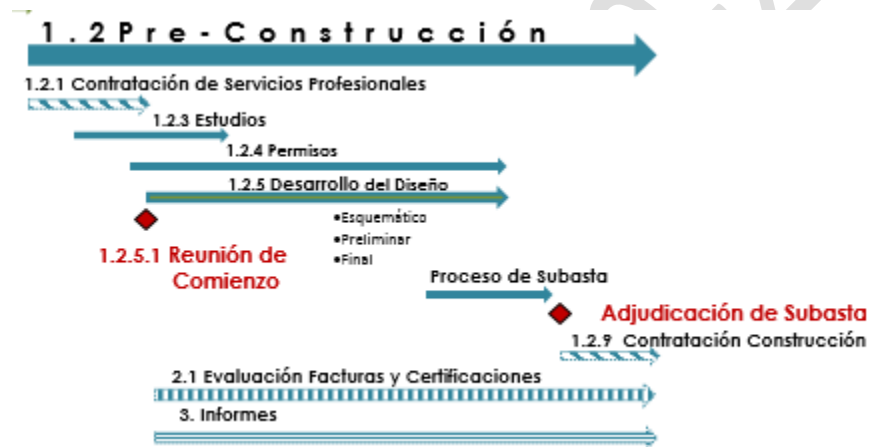 1.2 Pre-Construcción
1.2.1 Contratación de Servicios Profesionales
1.2.3 Estudios
1.2.4 Permisos
1.2.5 Desarrollo del Diseño
•Esquemático
•Preliminar
•Final
1.2.5.1 Reunión de
Comienzo
Proceso de Subasta
Adjudicación de Subasta
1.2.9 Contratación Construcción
2.1 Evaluación Facturas y Certificaciones
3. Informes